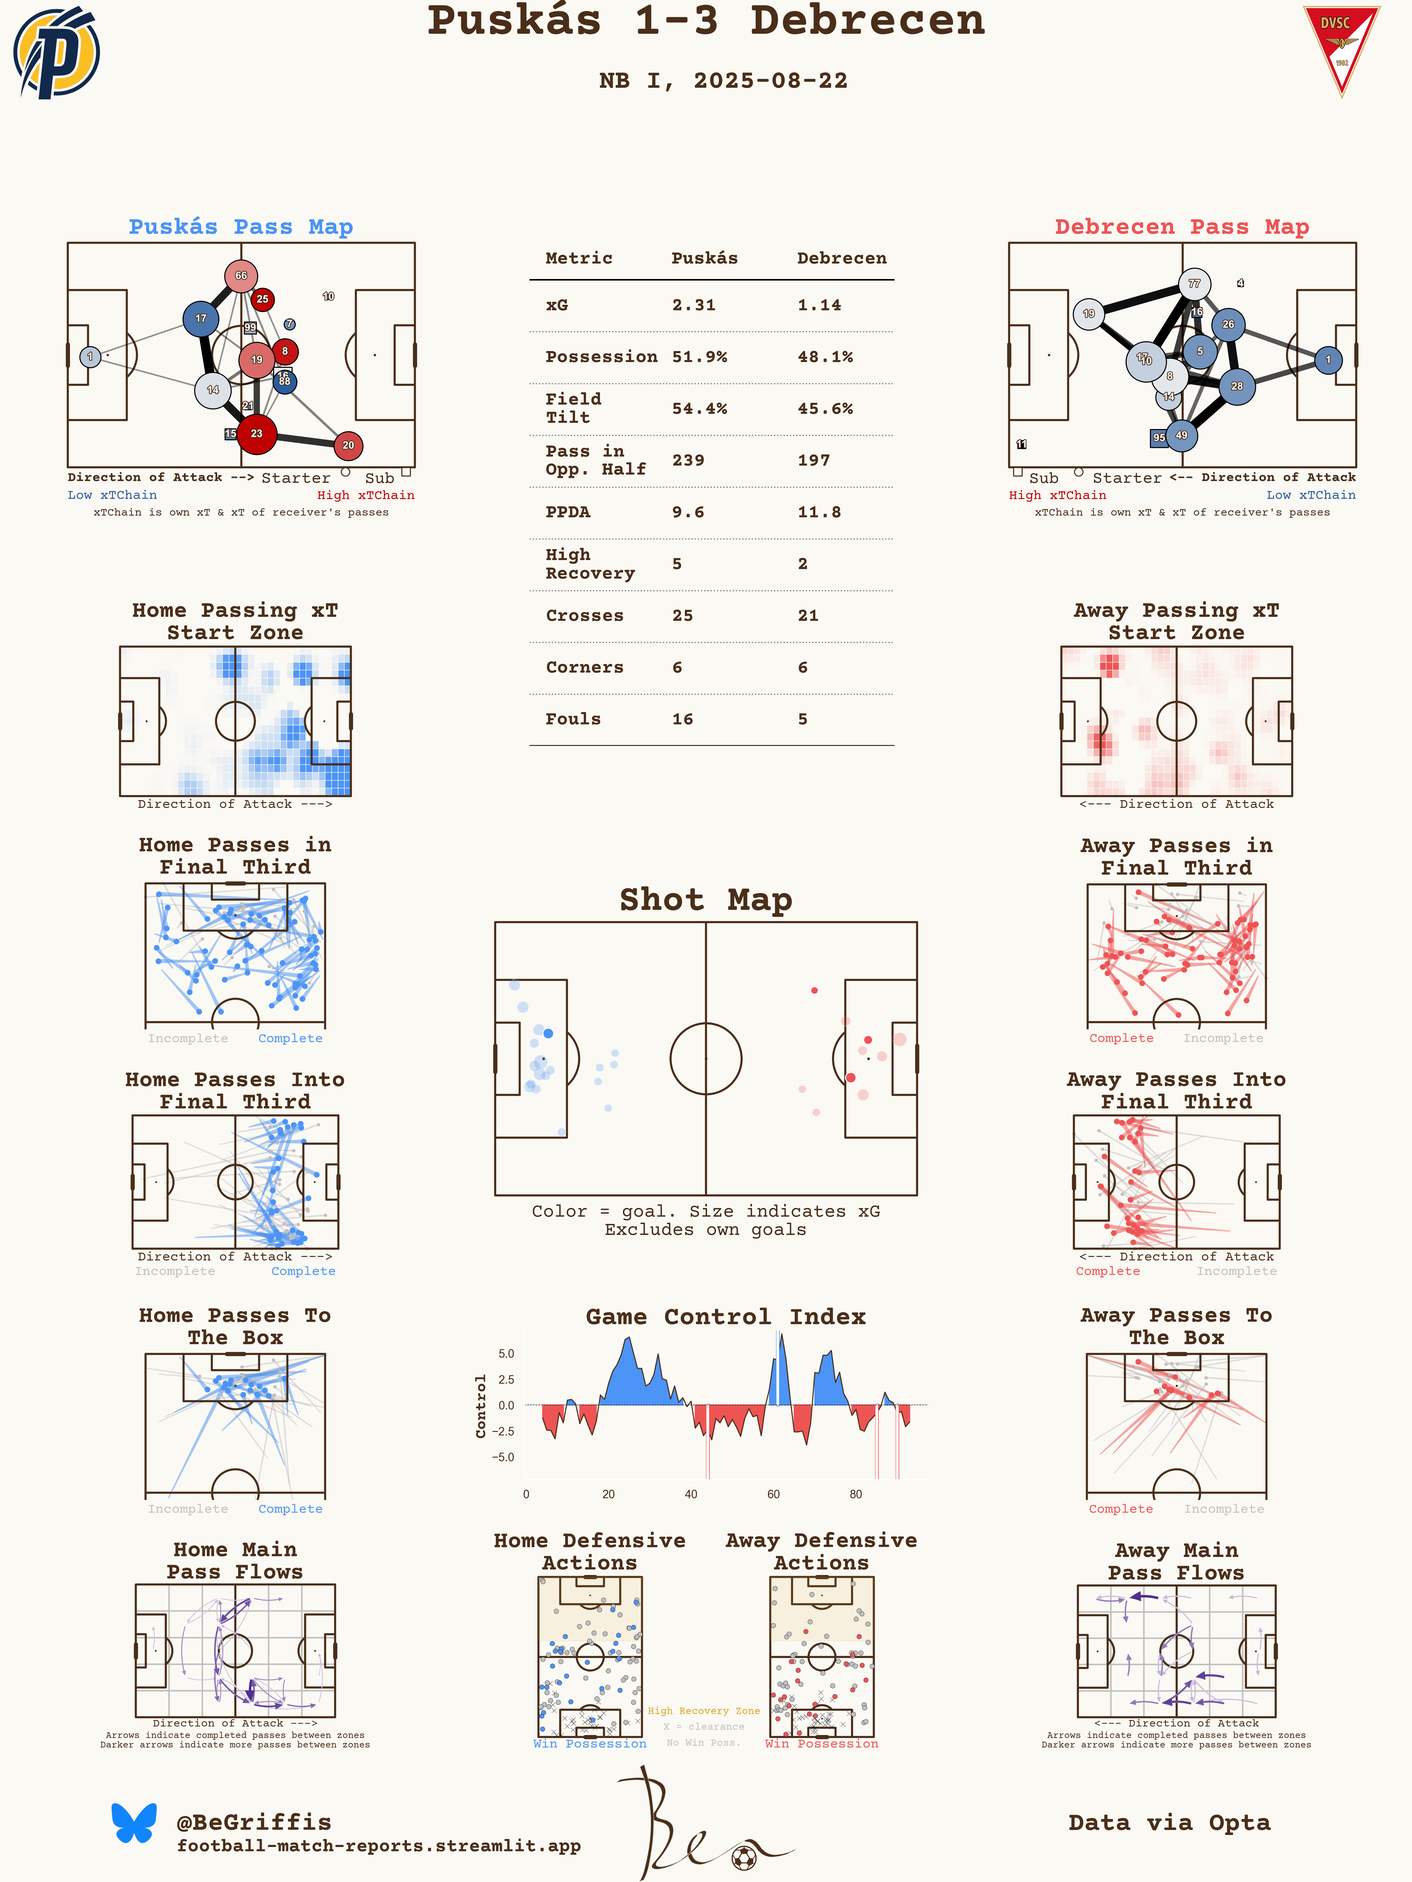 Puskás 1-3 Debrecen
NB I, 2025-08-22
DVSC
1902
Puskás Pass Map
66
25
10
17
99
7
1
19
8
16
88
14
21
15
23
20
Direction of Attack --> Starter Sub
Low xTChain High xTChain
xTChain is own xT & xT of receiver's passes
Metric Puskás Debrecen
xG 2.31 1.14
Possession 51.9% 48.1%
Field
Tilt 54.4% 45.6%
Pass in
Opp. Half 239 197
PPDA 9.6 11.8
High
Recovery 5 2
Crosses 25 21
Corners 6 6
Fouls 16 5
Debrecen Pass Map
77
4
19
16
26
17
10
5
1
8
28
14
95
49
11
Sub Starter <-- Direction of Attack
High xTChain Low xTChain
xTChain is own xT & xT of receiver's passes
Home Passing xT
Start Zone
Direction of Attack --->
Away Passing xT
Start Zone
<--- Direction of Attack
Home Passes in
Final Third
Incomplete Complete
Away Passes in
Final Third
Complete Incomplete
Shot Map
Color = goal. Size indicates xG
Excludes own goals
Home Passes Into
Final Third
Direction of Attack --->
Incomplete Complete
Away Passes Into
Final Third
<--- Direction of Attack
Complete Incomplete
Home Passes To
The Box
Incomplete Complete
Game Control Index
Control
5.0
2.5
0.0
−2.5
−5.0
0 20 40 60 80
Away Passes To
The Box
Complete Incomplete
Home Main
Pass Flows
Direction of Attack --->
Arrows indicate completed passes between zones
Darker arrows indicate more passes between zones
Home Defensive
Actions
Win Possession
Away Defensive
Actions
Win Possession
High Recovery Zone
X = clearance
No Win Poss.
Away Main
Pass Flows
<--- Direction of Attack
Arrows indicate completed passes between zones
Darker arrows indicate more passes between zones
@BeGriffis
football-match-reports.streamlit.app
Ben
Data via Opta